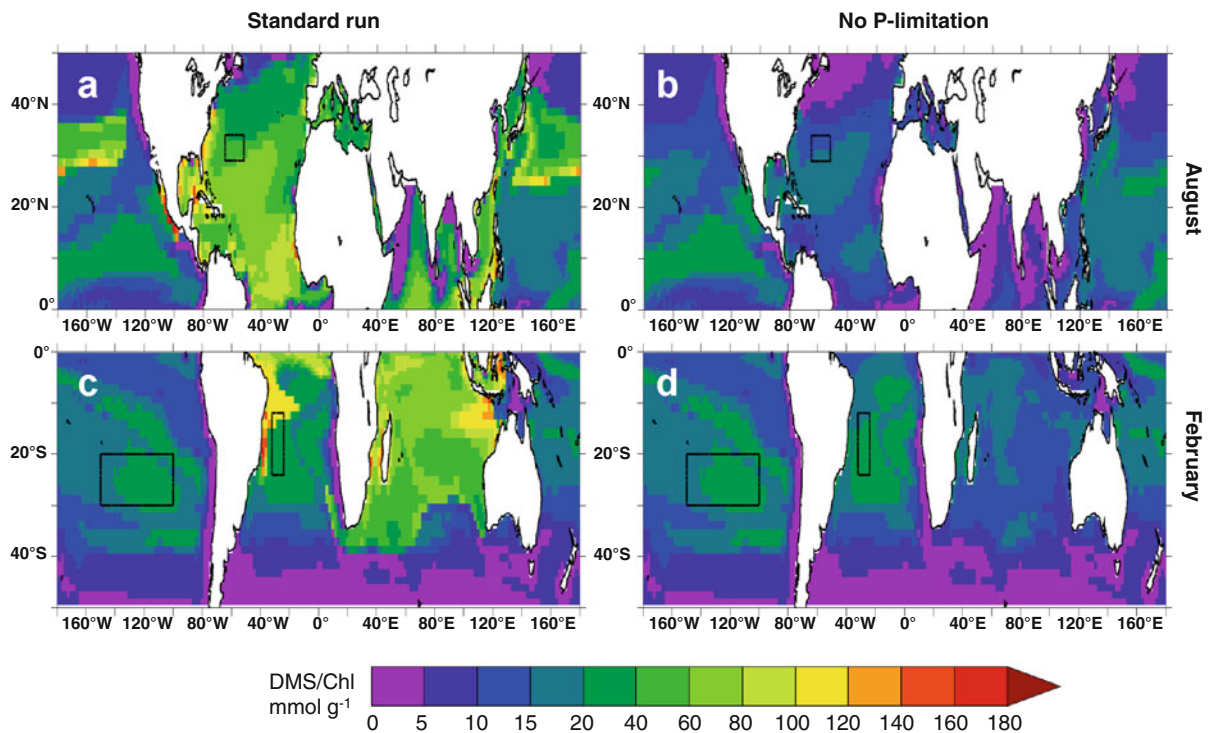 Standard run No P-limitation
a b
40°N 40°N
20°N 20°N
0° 0°
August
160°W 120°W 80°W 40°W 0° 40°E 80°E 120°E 160°E 160°W 120°W 80°W 40°W 0° 40°E 80°E 120°E 160°E
0° 0°
c d
20°S 20°S
40°S 40°S
February
160°W 120°W 80°W 40°W 0° 40°E 80°E 120°E 160°E 160°W 120°W 80°W 40°W 0° 40°E 80°E 120°E 160°E
DMS/Chl
mmol g-1
0 5 10 15 20 40 60 80 100 120 140 160 180